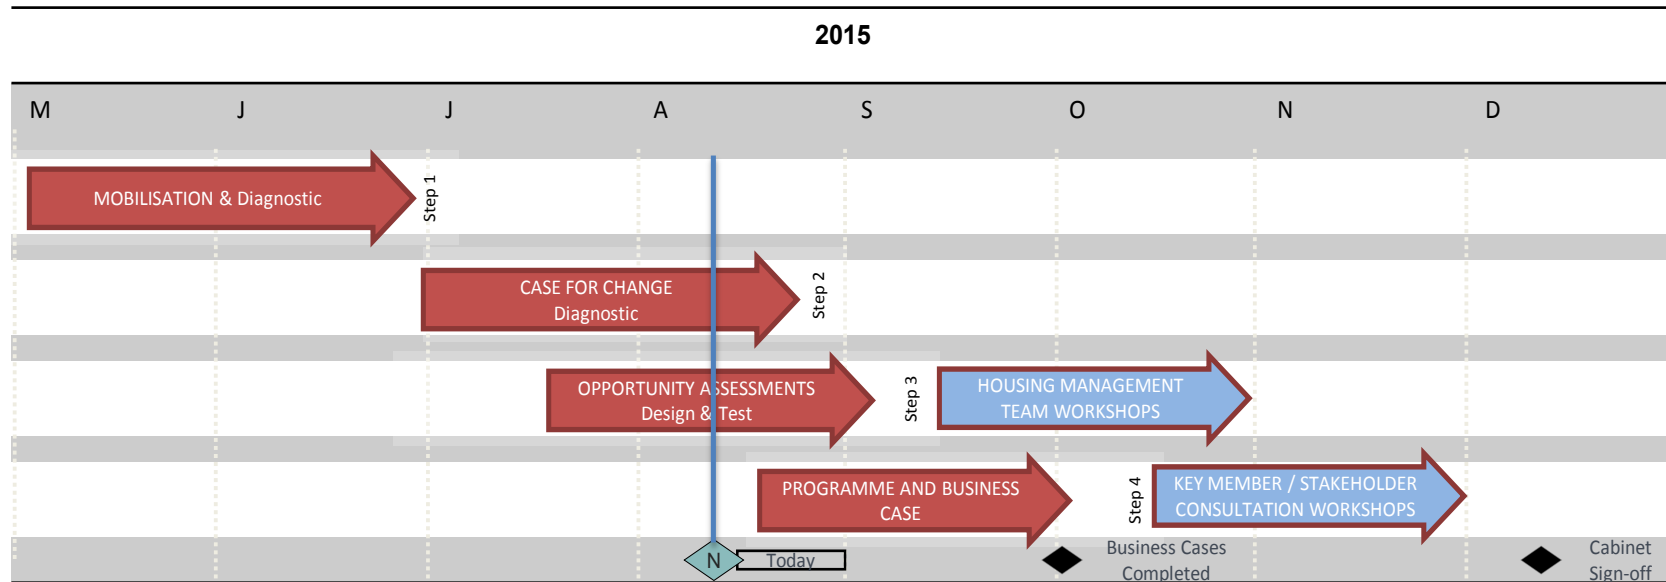 2015
M J J A S O N D
MOBILISATION & Diagnostic
Step 1
CASE FOR CHANGE
Diagnostic
Step 2
OPPORTUNITY ASSESSMENTS
Design & Test
Step 3
HOUSING MANAGEMENT
TEAM WORKSHOPS
PROGRAMME AND BUSINESS
CASE
Step 4
KEY MEMBER / STAKEHOLDER
CONSULTATION WORKSHOPS
N
Today
Business Cases
Completed
Cabinet
Sign-off